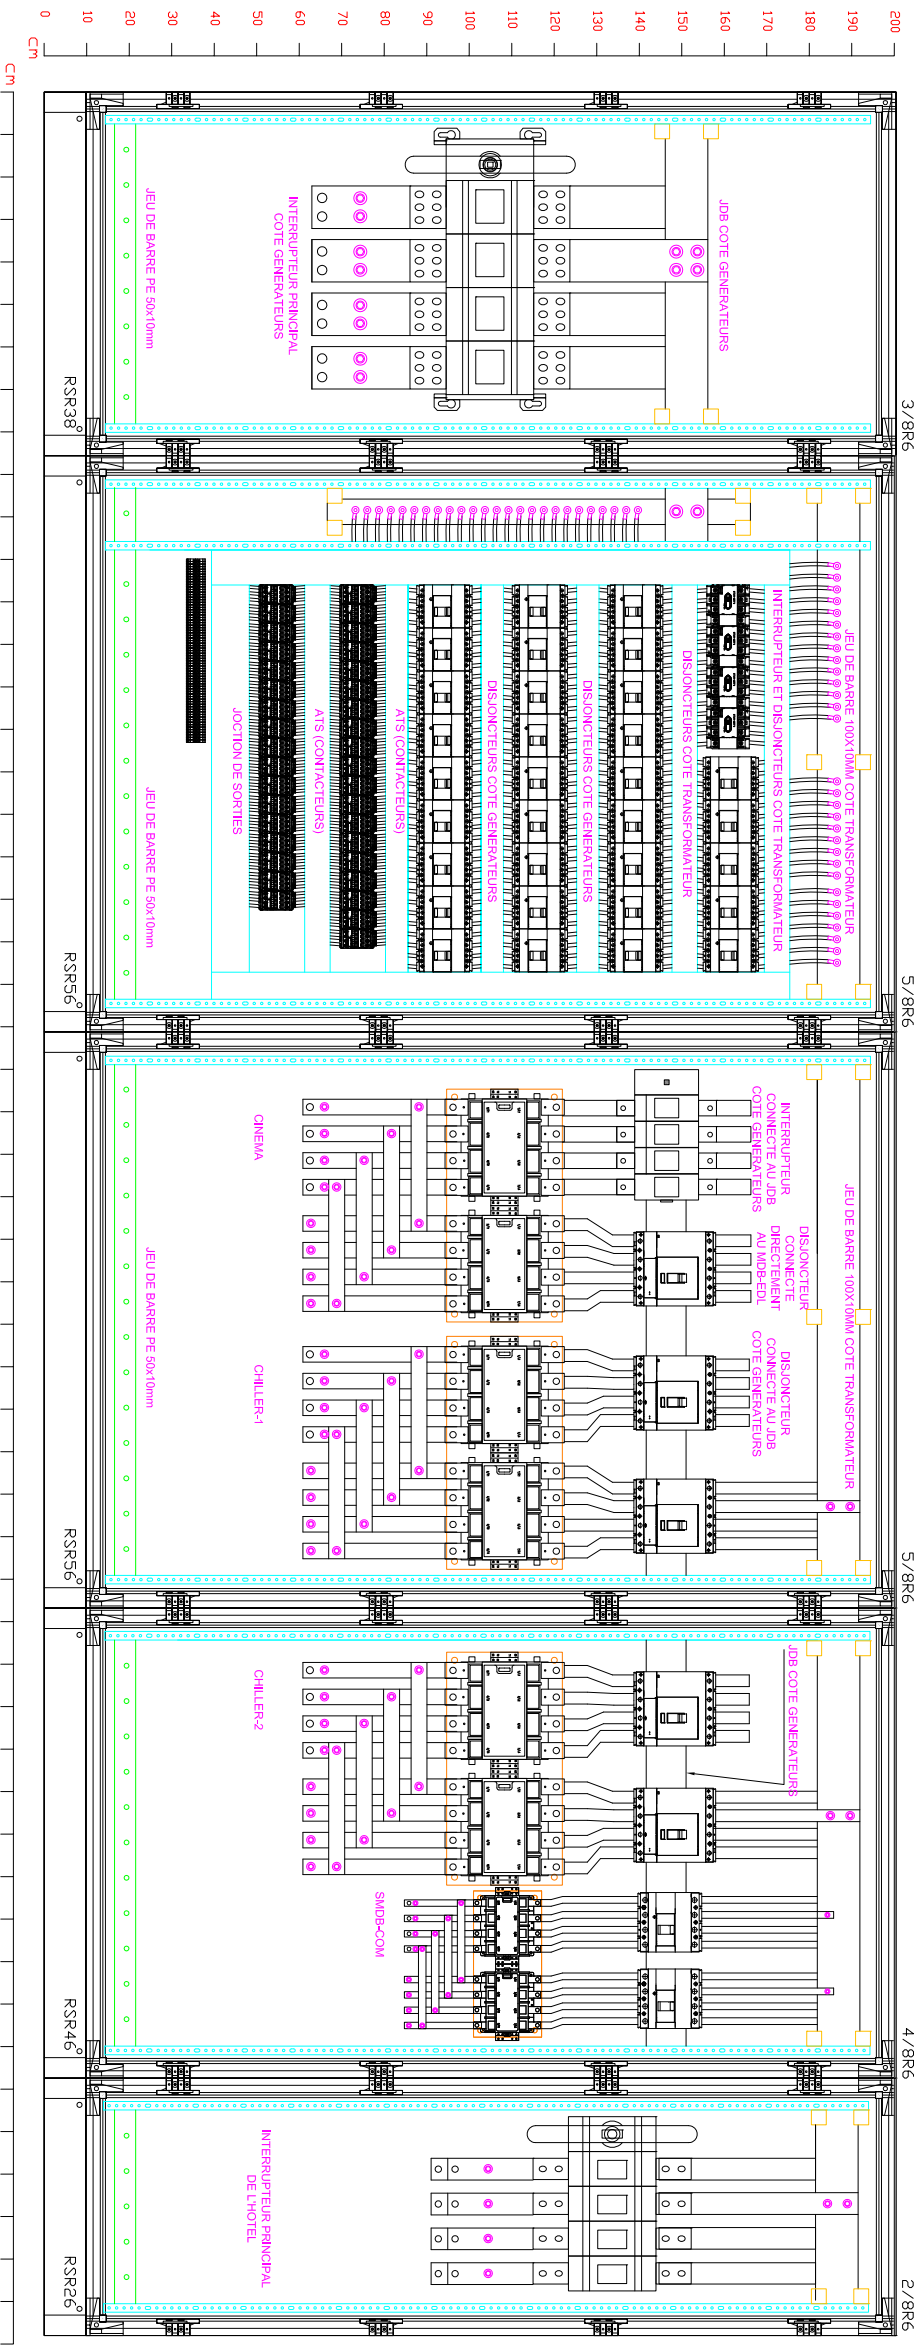 3/8R6
5/8R6
5/8R6
4/8R6
2/8R6
200
190
180
170
160
150
140
130
120
110
100
90
80
70
60
50
40
30
20
10
0
cm
cm
JDB COTE GENERATEURS
INTERRUPTEUR PRINCIPAL
COTE GENERATEURS
JEU DE BARRE PE 50x10mm
RSR38
JEU DE BARRE 100X10MM COTE TRANSFORMATEUR
INTERRUPTEUR ET DISJONCTEURS COTE TRANSFORMATEUR
DISJONCTEURS COTE TRANSFORMATEUR
DISJONCTEURS COTE GENERATEURS
DISJONCTEURS COTE GENERATEURS
ATS (CONTACTEURS)
ATS (CONTACTEURS)
JOCTION DE SORTIES
JEU DE BARRE PE 50x10mm
RSR56
JEU DE BARRE 100X10MM COTE TRANSFORMATEUR
INTERRUPTEUR
CONNECTE AU JDB
COTE GENERATEURS
DISJONCTEUR
CONNECTE
DIRECTEMENT
AU MDB-EDL
DISJONCTEUR
CONNECTE AU JDB
COTE GENERATEURS
CINEMA
CHILLER-1
JEU DE BARRE PE 50x10mm
RSR56
JDB COTE GENERATEURS
CHILLER-2
SMDB-COM
RSR46
INTERRUPTEUR PRINCIPAL
DE L'HOTEL
RSR26